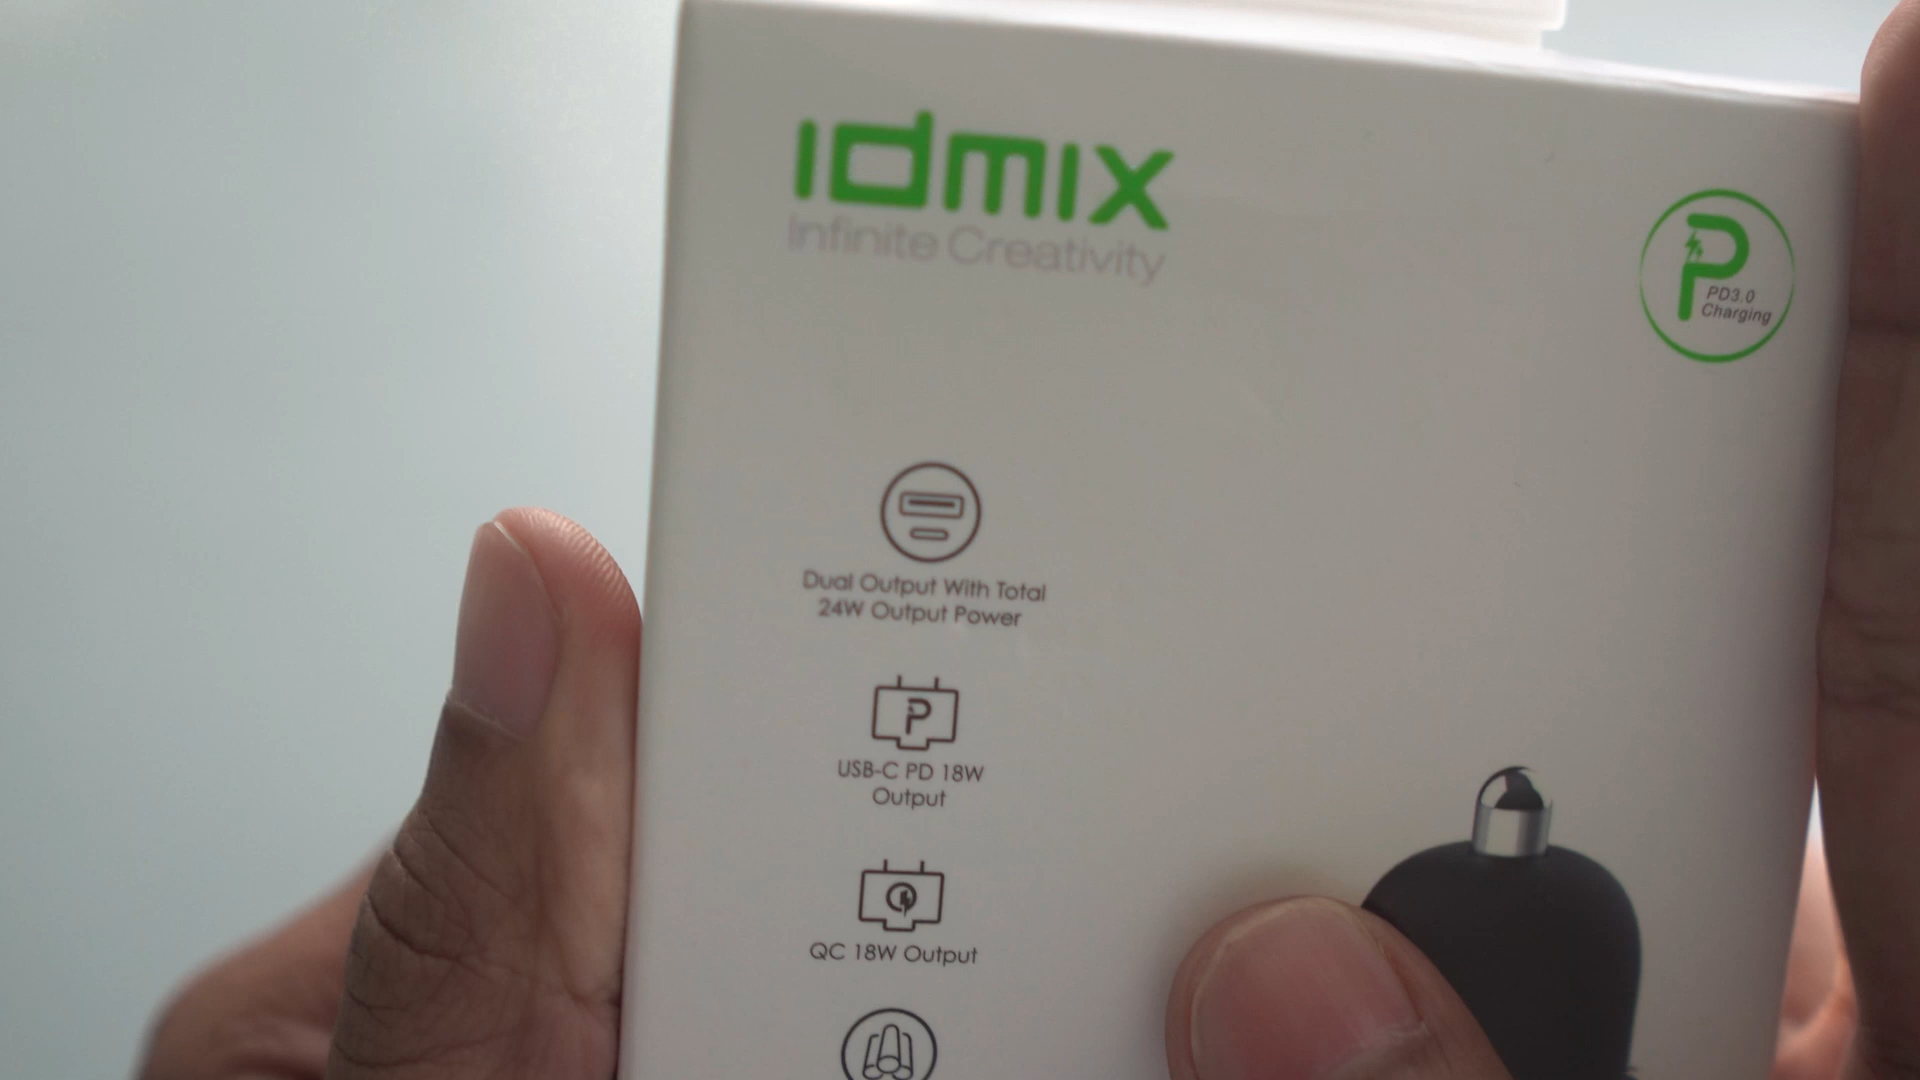 idmix
Infinite Creativity
P
PD3.0
Charging
Dual Output With Total
24W Output Power
P
USB-C PD 18W
Output
QC 18W Output